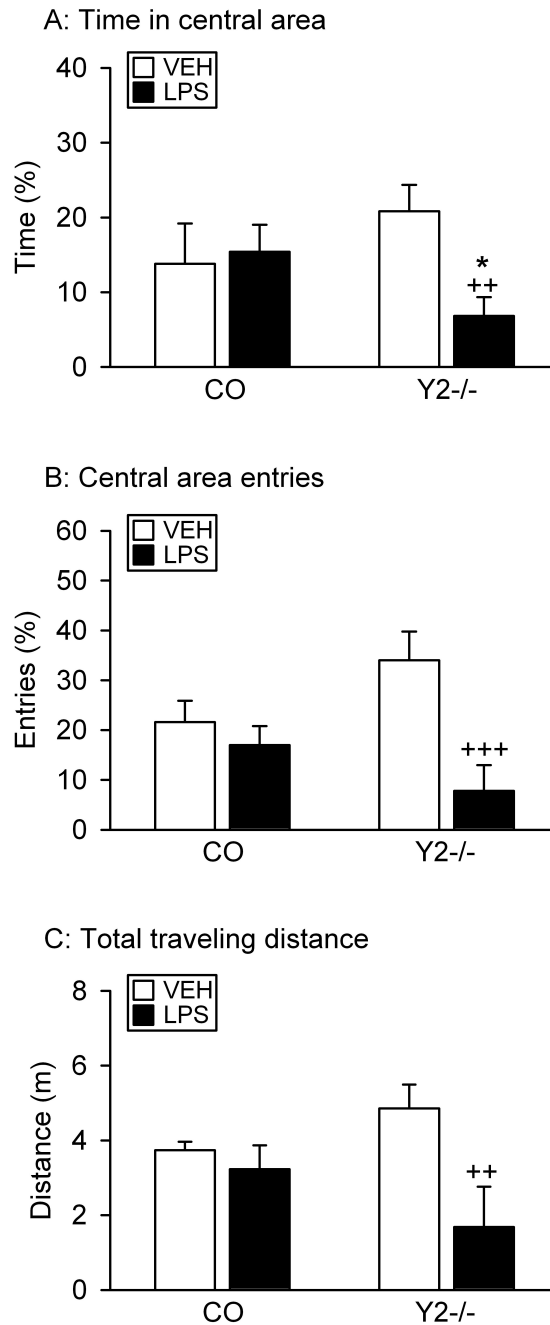 A: Time in central area
40
30
20
10
0
Time (%)
VEH
LPS
*
++
CO Y2-/-
B: Central area entries
60
50
40
30
20
10
0
Entries (%)
VEH
LPS
+++
CO Y2-/-
C: Total traveling distance
8
6
4
2
0
Distance (m)
VEH
LPS
++
CO Y2-/-